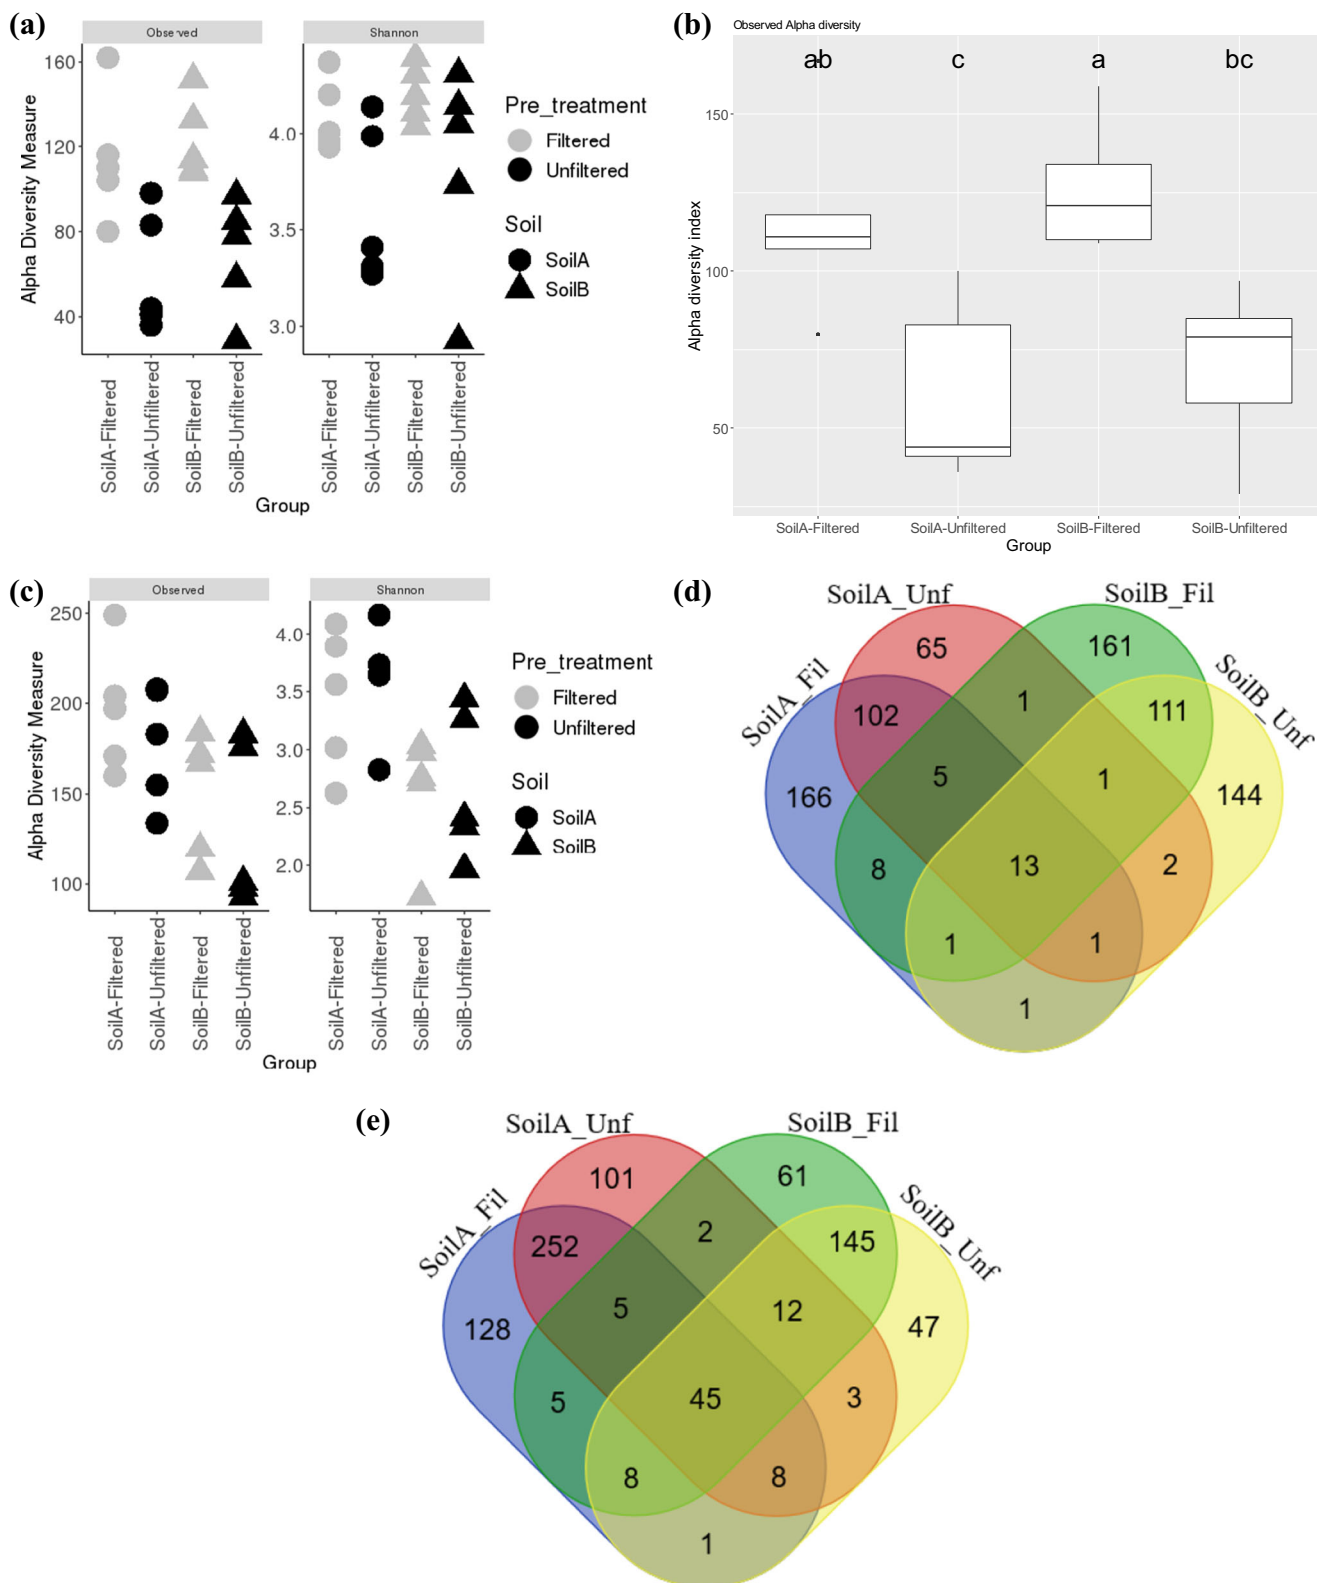 (a)
Observed
Shannon
Alpha Diversity Measure
160
120
80
40
4.0
3.5
3.0
SoilA-Filtered
SoilA-Unfiltered
SoilB-Filtered
SoilB-Unfiltered
SoilA-Filtered
SoilA-Unfiltered
SoilB-Filtered
SoilB-Unfiltered
Group
Pre_treatment
Filtered
Unfiltered
Soil
SoilA
SoilB
(b)
Observed Alpha diversity
ab c a bc
Alpha diversity index
150
100
50
SoilA-Filtered SoilA-Unfiltered SoilB-Filtered SoilB-Unfiltered
Group
(c)
Observed
Shannon
Alpha Diversity Measure
250
200
150
100
4.0
3.5
3.0
2.5
2.0
SoilA-Filtered
SoilA-Unfiltered
SoilB-Filtered
SoilB-Unfiltered
SoilA-Filtered
SoilA-Unfiltered
SoilB-Filtered
SoilB-Unfiltered
Group
Pre_treatment
Filtered
Unfiltered
Soil
SoilA
SoilB
(d)
SoilA_Fil
SoilA_Unf
SoilB_Fil
SoilB_Unf
65 161
102 1 111
166 5 1 144
8 13 2
1 1
1
(e)
SoilA_Fil
SoilA_Unf
SoilB_Fil
SoilB_Unf
101 61
252 2 145
128 5 12 47
5 45 3
8 8
1